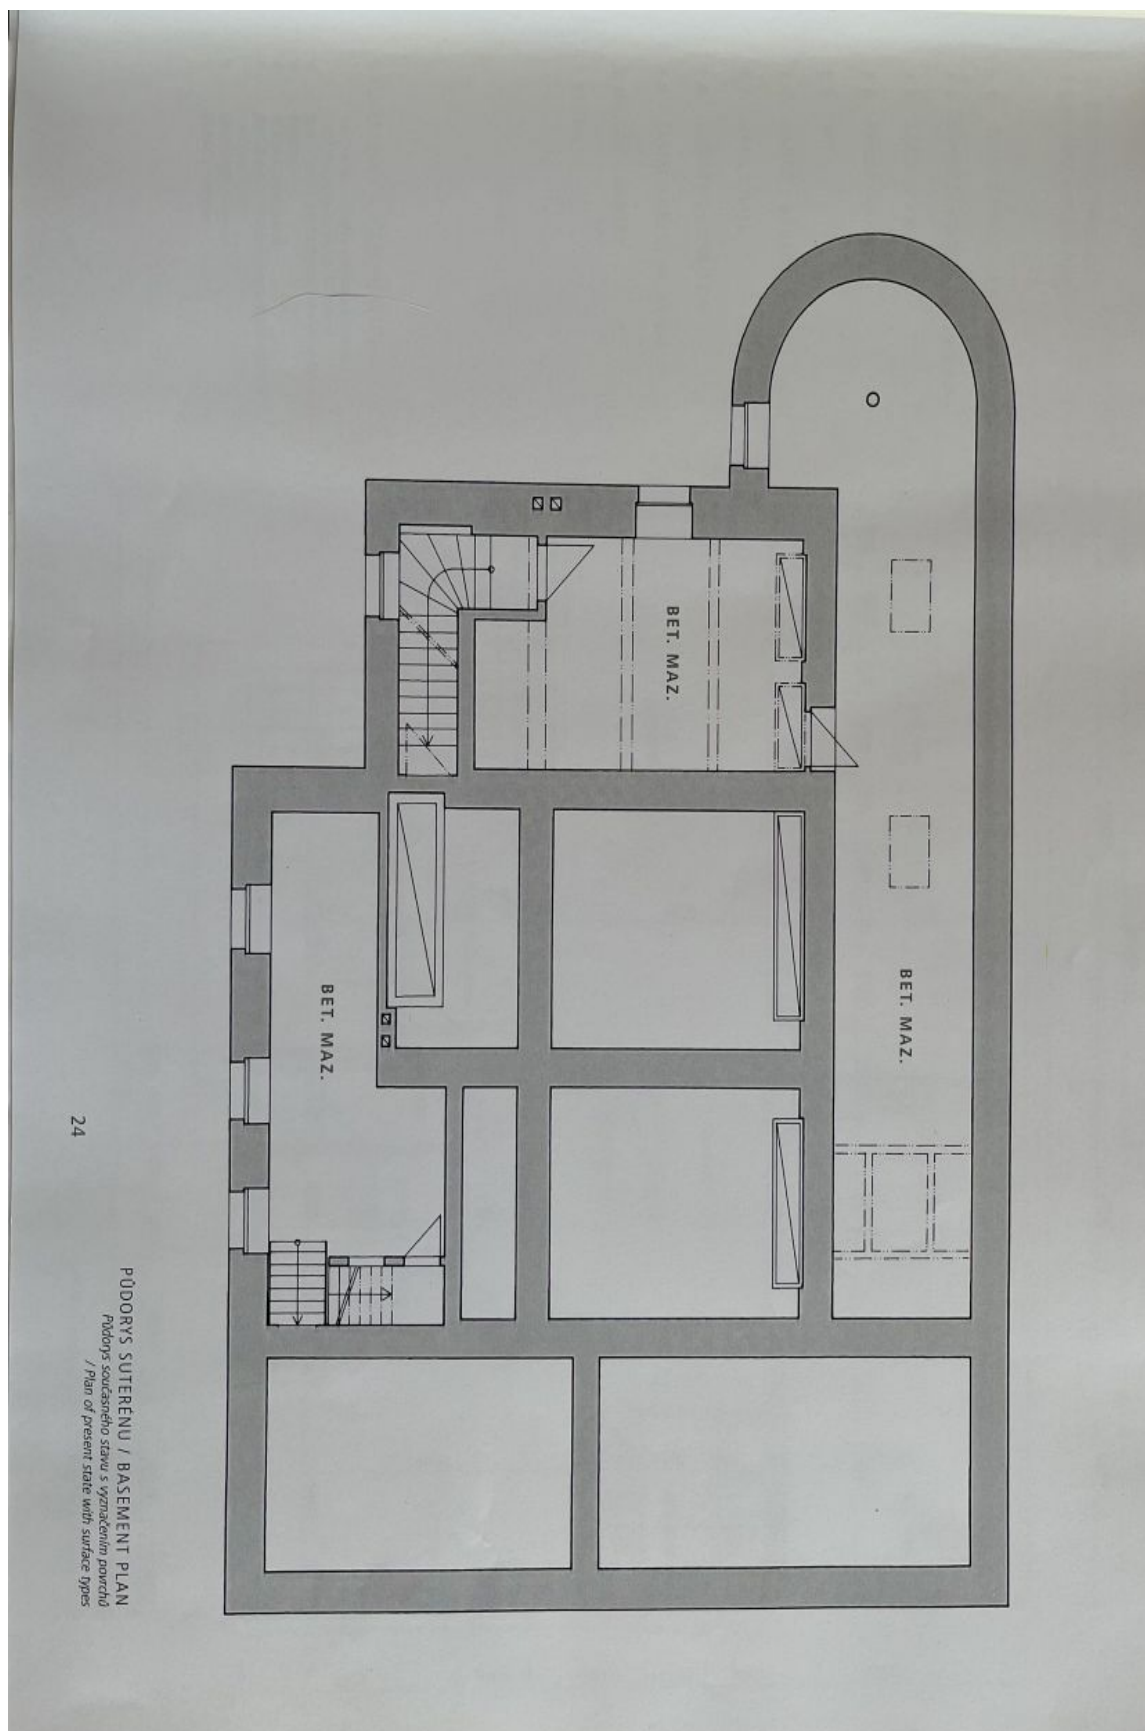 BET. MAZ.
BET. MAZ.
BET. MAZ.
24
PŮDORYS SUTERÉNU / BASEMENT PLAN
Půdorys současného stavu s vyznačením povrchů
/ Plan of present state with surface types